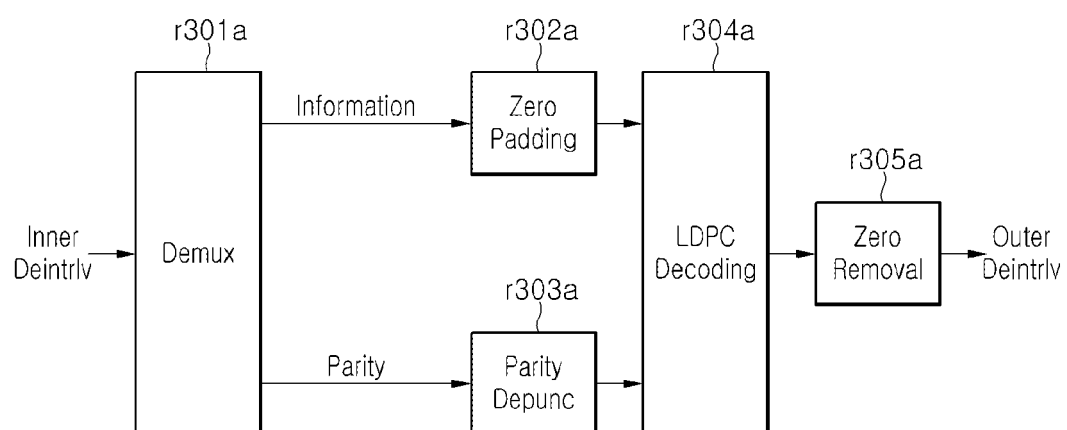 r301a
r302a
r304a
Information
Zero
Padding
r305a
Inner
Deintrlv
Demux
LDPC
Decoding
Zero
Removal
Outer
Deintrlv
r303a
Parity
Parity
Depunc